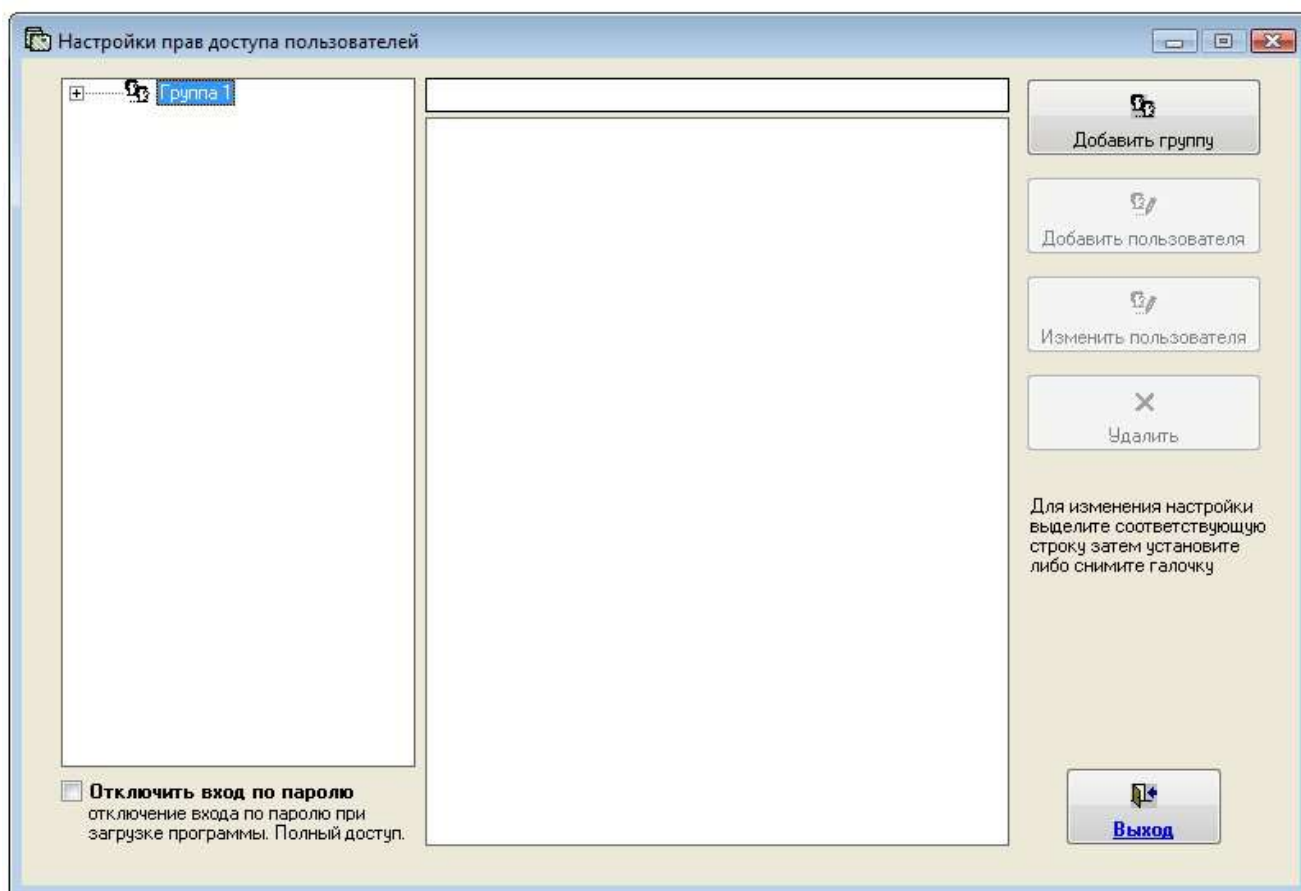 Настройки прав доступа пользователей
Группа 1
Добавить группу
Добавить пользователя
Изменить пользователя
Удалить
Для изменения настройки
выделите соответствующую
строку затем установите
либо снимите галочку
Отключить вход по паролю
отключение входа по паролю при
загрузке программы. Полный доступ.
Выход